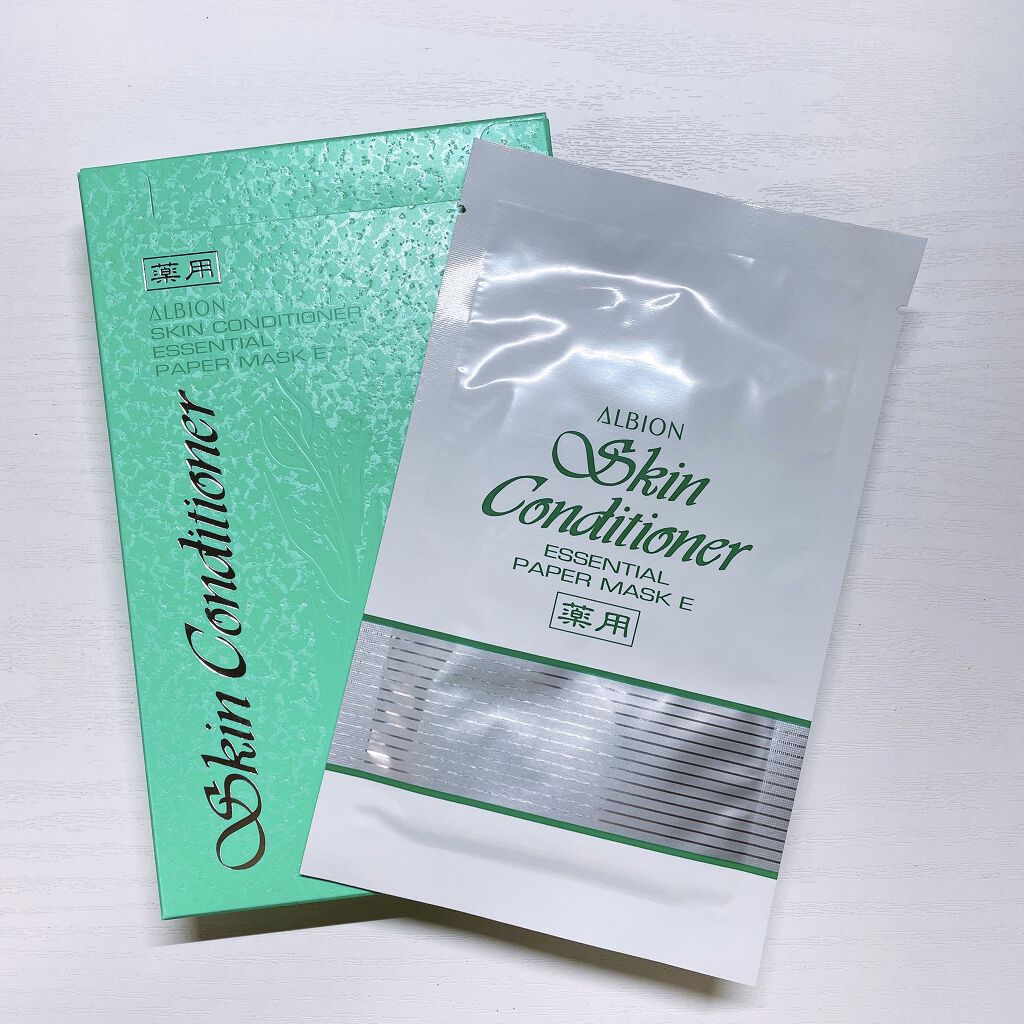 薬用
ALBION
SKIN CONDITIONER
ESSENTIAL
PAPER MASK E
Skin Conditioner
ALBION
Skin
Conditioner
ESSENTIAL
PAPER MASK E
薬用